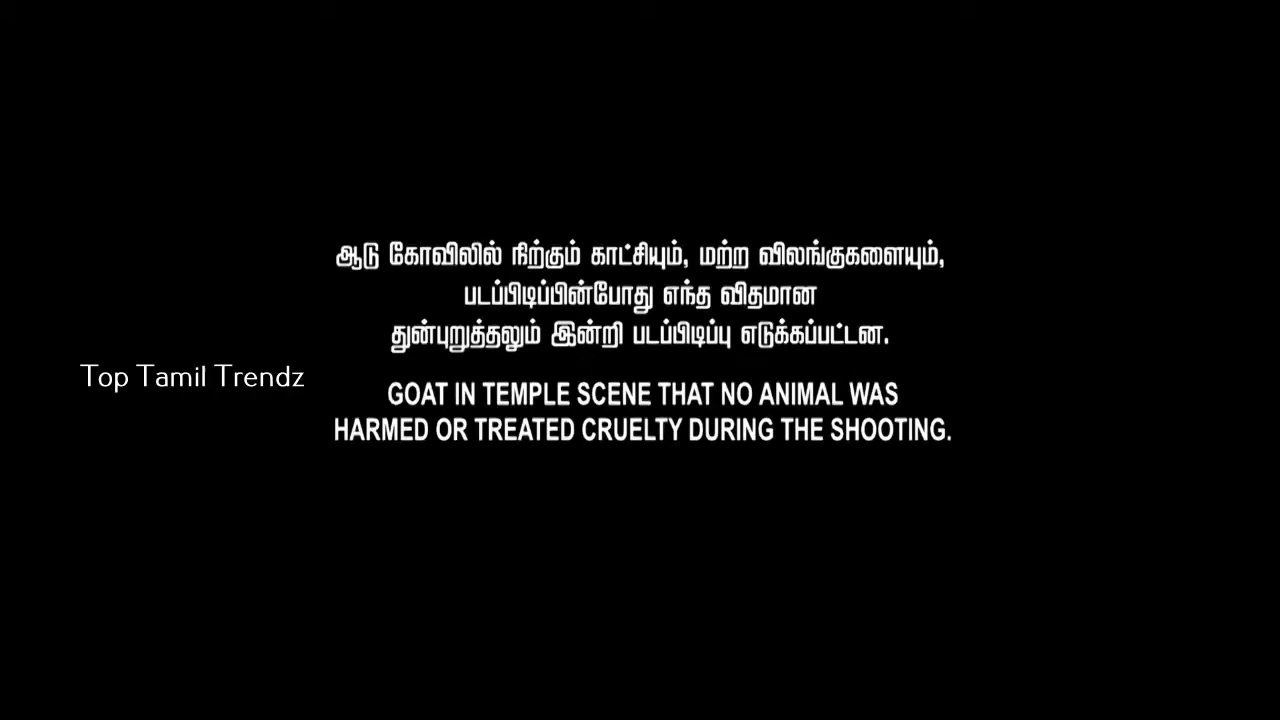 ஆடு கோவிலில் நிற்கும் காட்சியும், மற்ற விலங்குகளையும்,
படப்பிடிப்பின்போது எந்த விதமான
துன்புறுத்தலும் இன்றி படப்பிடிப்பு எடுக்கப்பட்டன.
Top Tamil Trendz
GOAT IN TEMPLE SCENE THAT NO ANIMAL WAS
HARMED OR TREATED CRUELTY DURING THE SHOOTING.